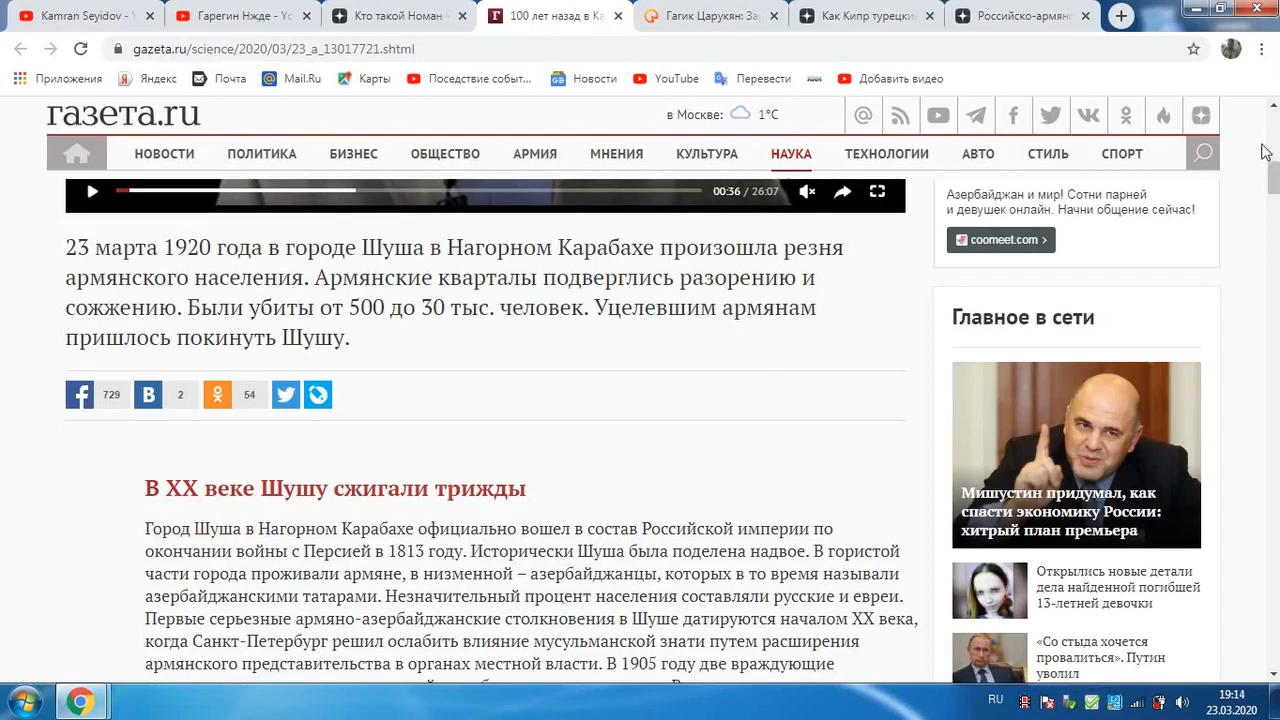 Kamran Seyidov - Y
Гарегин Нжде - Yo
Кто такой Номан Ч
100 лет назад в Ка
Гагик Царукян: За
Как Кипр турецки
Российско-армянс
gazeta.ru/science/2020/03/23_a_13017721.shtml
Приложения
Яндекс
Почта
Mail.Ru
Карты
Поседствие событ...
Новости
YouTube
Перевести
Добавить видео
газета.ru
в Москве: 1°C
НОВОСТИ
ПОЛИТИКА
БИЗНЕС
ОБЩЕСТВО
АРМИЯ
МНЕНИЯ
КУЛЬТУРА
НАУКА
ТЕХНОЛОГИИ
АВТО
СТИЛЬ
СПОРТ
00:36 / 26:07
23 марта 1920 года в городе Шуша в Нагорном Карабахе произошла резня
армянского населения. Армянские кварталы подверглись разорению и
сожжению. Были убиты от 500 до 30 тыс. человек. Уцелевшим армянам
пришлось покинуть Шушу.
729
2
54
В XX веке Шушу сжигали трижды
Город Шуша в Нагорном Карабахе официально вошел в состав Российской империи по
окончании войны с Персией в 1813 году. Исторически Шуша была поделена надвое. В гористой
части города проживали армяне, в низменной – азербайджанцы, которых в то время называли
азербайджанскими татарами. Незначительный процент населения составляли русские и евреи.
Первые серьезные армяно-азербайджанские столкновения в Шуше датируются началом XX века,
когда Санкт-Петербург решил ослабить влияние мусульманской знати путем расширения
армянского представительства в органах местной власти. В 1905 году две враждующие
Азербайджан и мир! Сотни парней
и девушек онлайн. Начни общение сейчас!
coomeet.com >
Главное в сети
Мишустин придумал, как
спасти экономику России:
хитрый план премьера
Открылись новые детали
дела найденной погибшей
13-летней девочки
«Со стыда хочется
провалиться». Путин
уволил
RU
19:14
23.03.2020